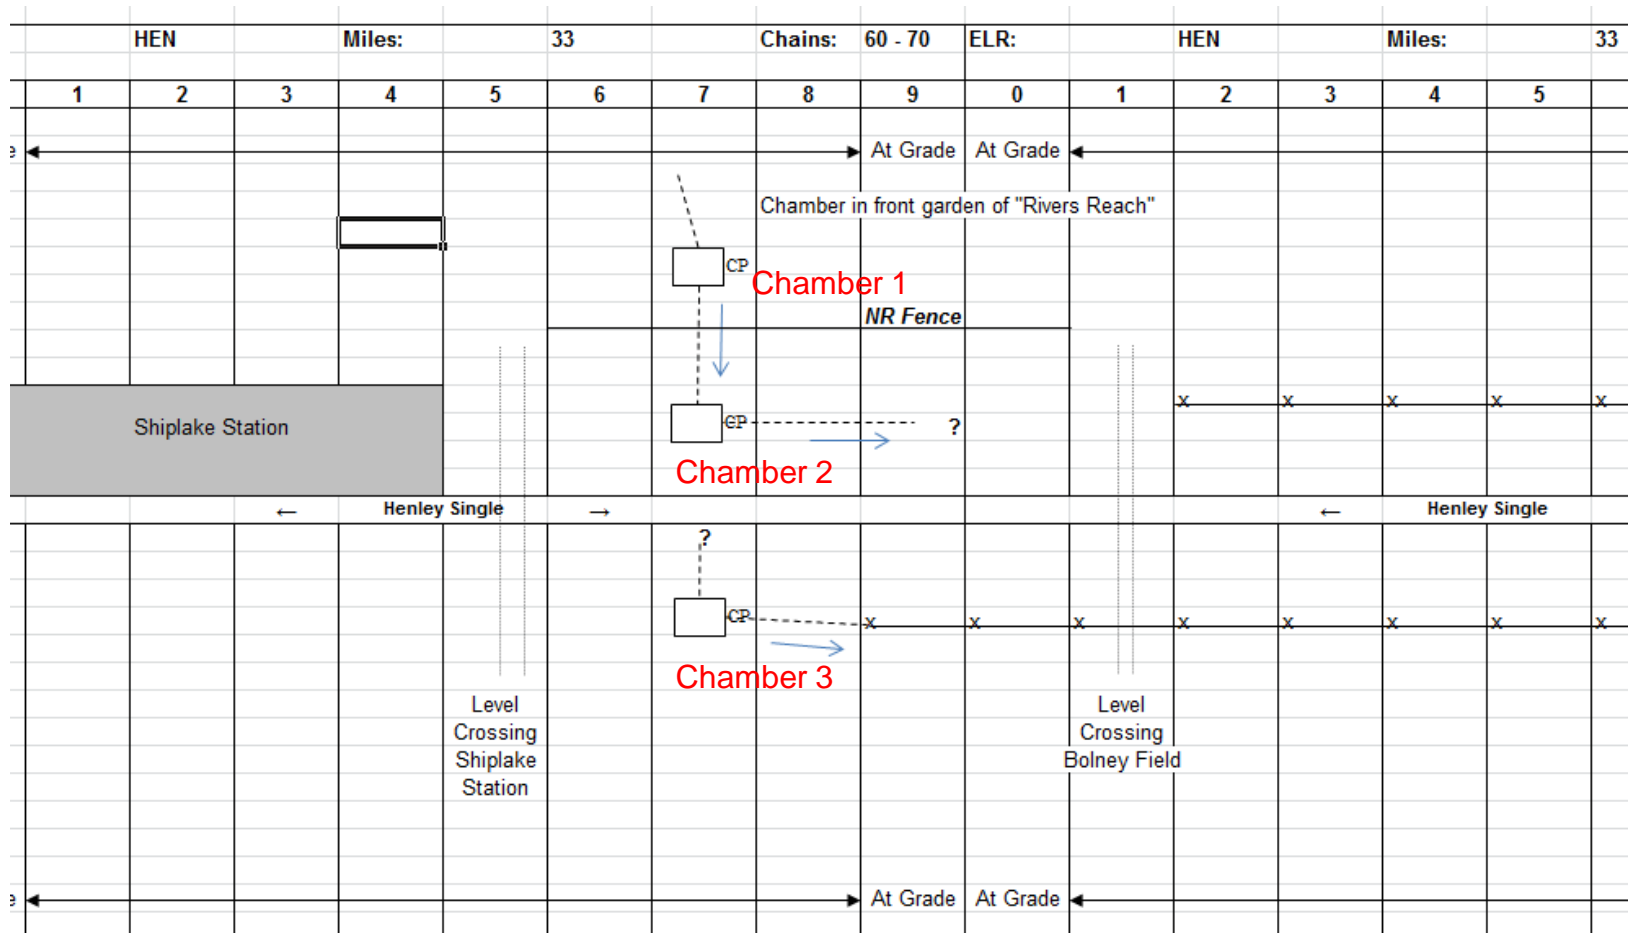 HEN Miles: 33 Chains: 60 - 70 ELR: HEN Miles: 33
1 2 3 4 5 6 7 8 9 0 1 2 3 4 5
e At Grade At Grade
Chamber in front garden of "Rivers Reach"
CP
Chamber 1
NR Fence
x x x x x
Shiplake Station CP ?
Chamber 2
← Henley Single → ← Henley Single
?
CP x x x x x x x x
Chamber 3
Level Level
Crossing Crossing
Shiplake Bolney Field
Station
e At Grade At Grade